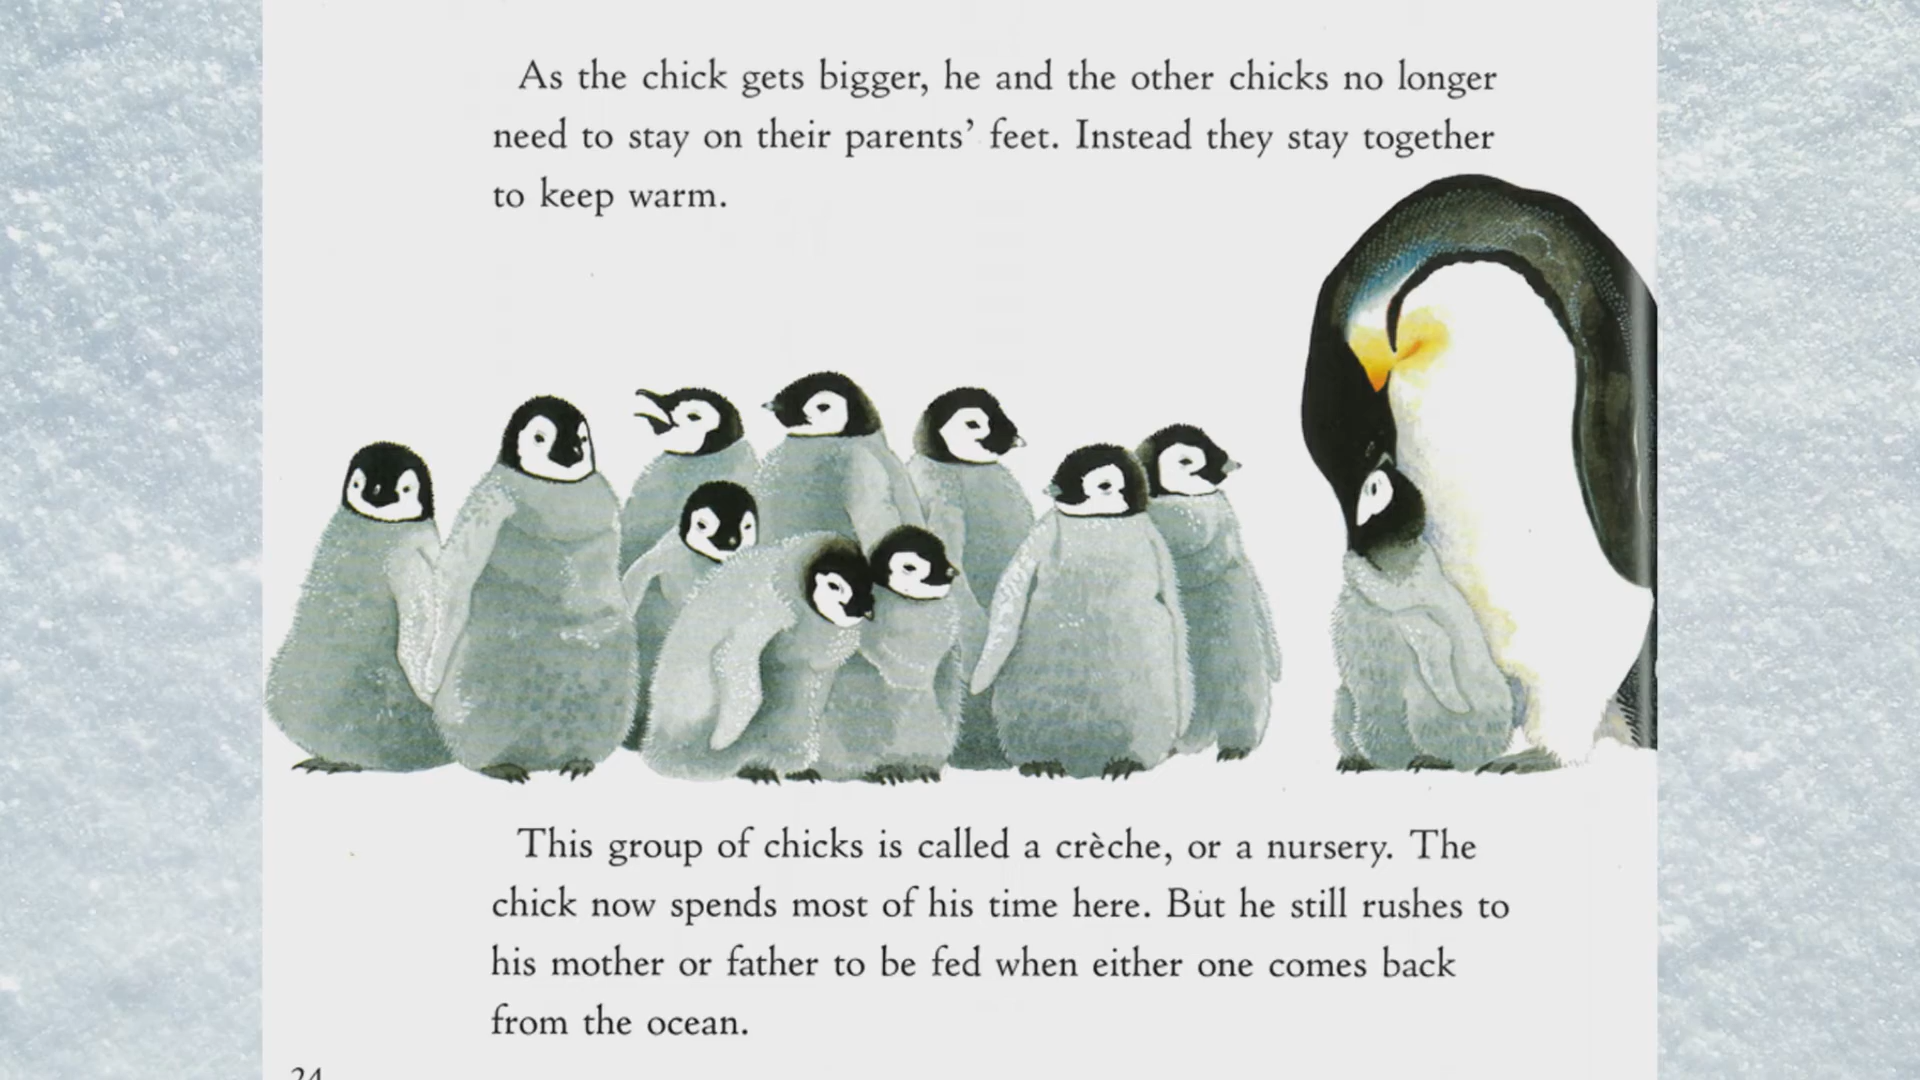 As the chick gets bigger, he and the other chicks no longer
need to stay on their parents’ feet. Instead they stay together
to keep warm.
This group of chicks is called a crèche, or a nursery. The
chick now spends most of his time here. But he still rushes to
his mother or father to be fed when either one comes back
from the ocean.
24